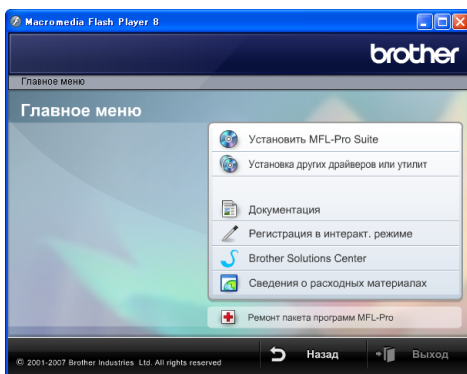 Macromedia Flash Player 8
brother
Главное меню
Главное меню
Установить MFL-Pro Suite
Установка других драйверов или утилит
Документация
Регистрация в интеракт. режиме
Brother Solutions Center
Сведения о расходных материалах
Ремонт пакета программ MFL-Pro
© 2001-2007 Brother Industries Ltd. All rights reserved
Назад
Выход